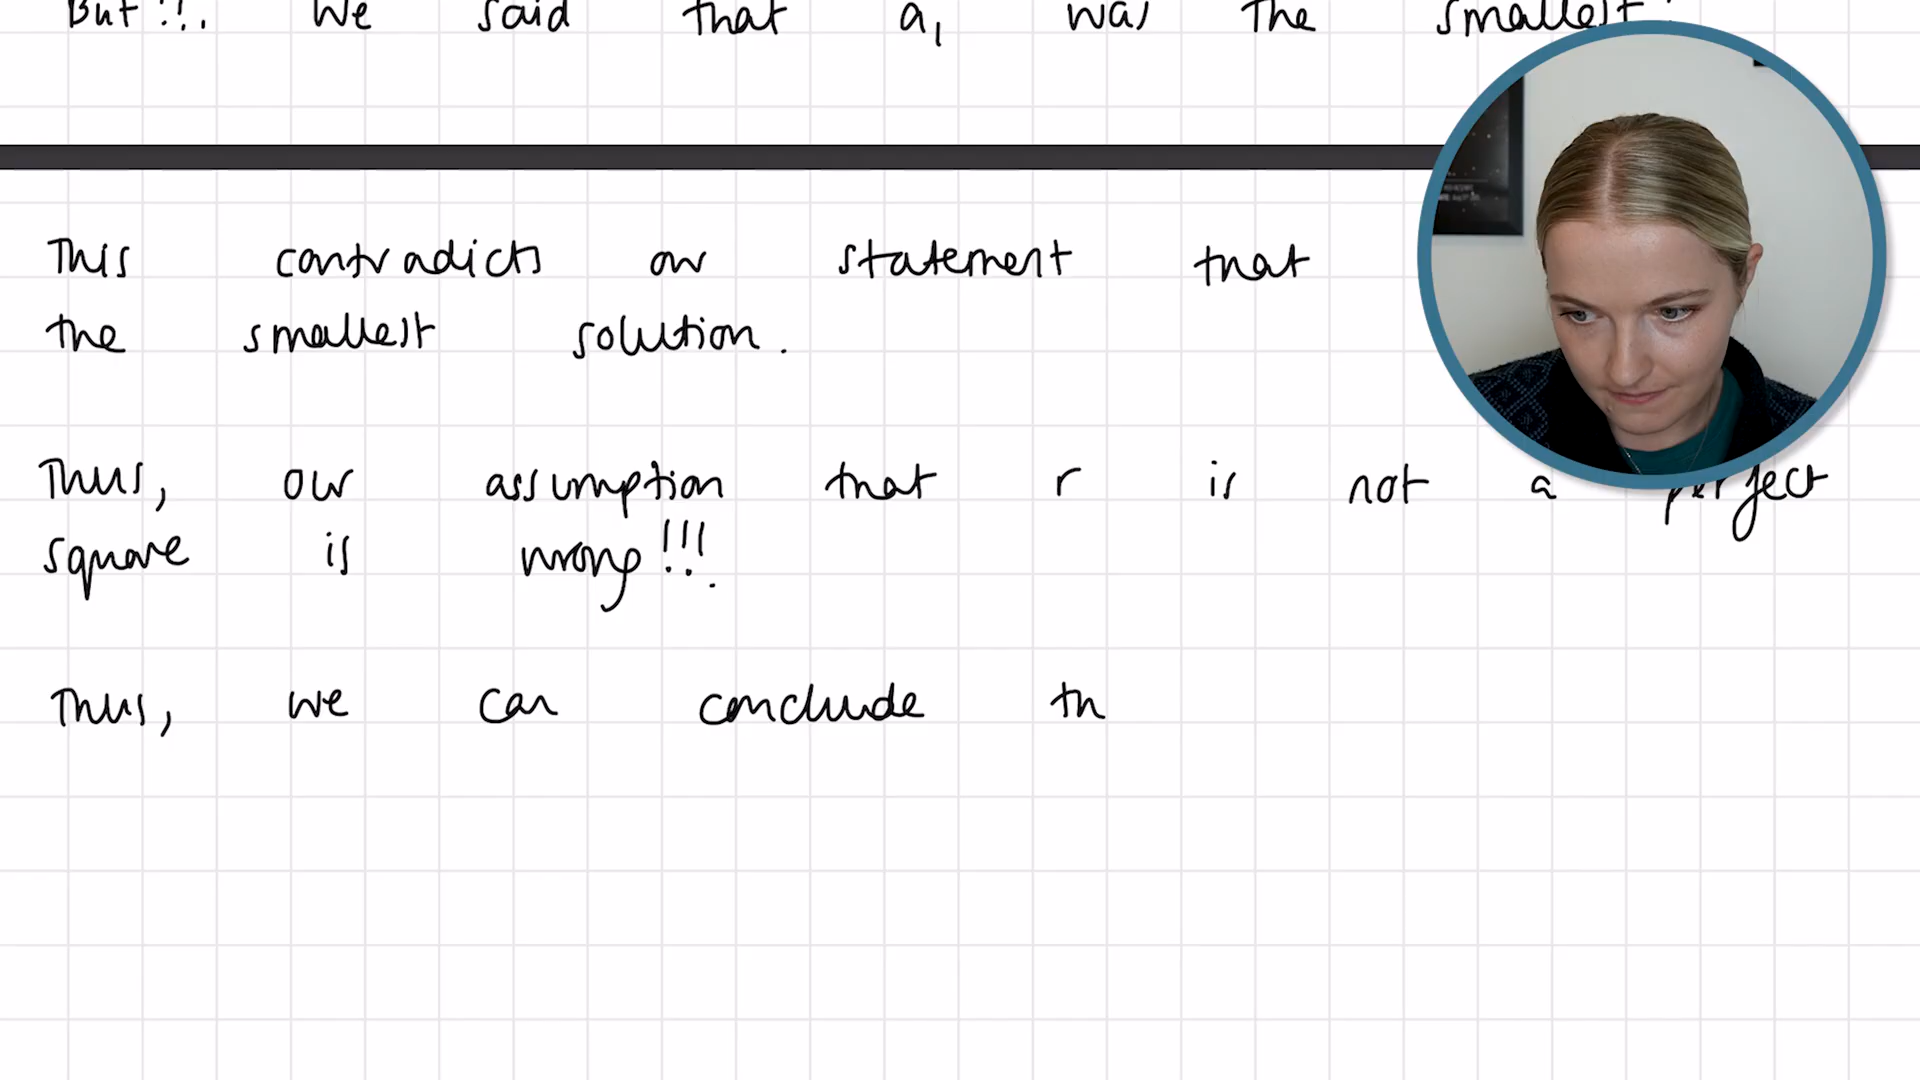 But!!! we said that a₁ was the smallest!
This contradicts our statement that
the smallest solution.
Thus, our assumption that r is not a perfect
square is wrong!!!
Thus, we can conclude th